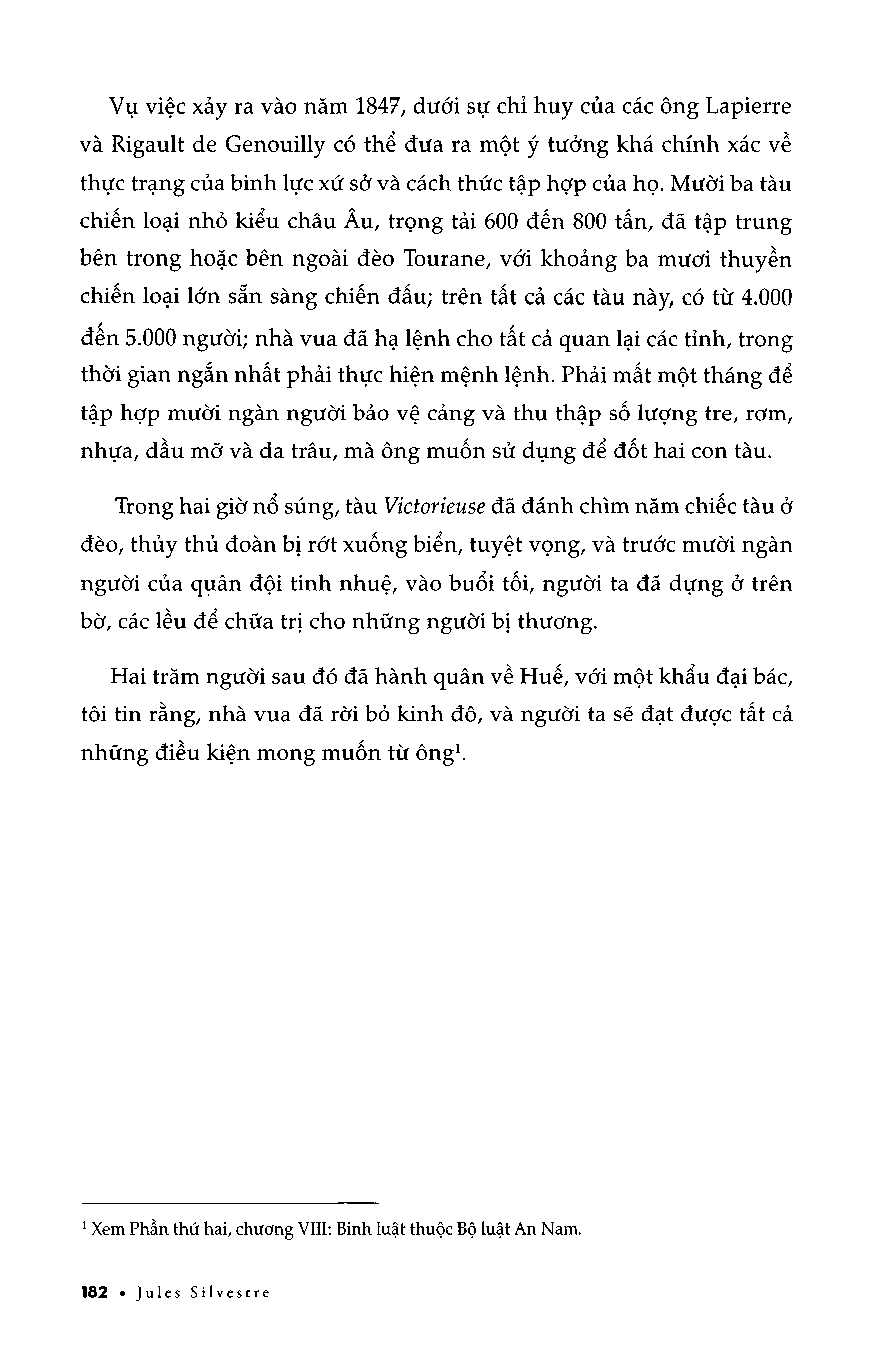 Vụ việc xảy ra vào năm 1847, dưới sự chỉ huy của các ông Lapierre
và Rigault de Genouilly có thể đưa ra một ý tưởng khá chính xác về
thực trạng của binh lực xứ sở và cách thức tập hợp của họ. Mười ba tàu
chiến loại nhỏ kiểu châu Âu, trọng tải 600 đến 800 tấn, đã tập trung
bên trong hoặc bên ngoài đèo Tourane, với khoảng ba mươi thuyền
chiến loại lớn sẵn sàng chiến đấu; trên tất cả các tàu này, có từ 4.000
đến 5.000 người; nhà vua đã hạ lệnh cho tất cả quan lại các tỉnh, trong
thời gian ngắn nhất phải thực hiện mệnh lệnh. Phải mất một tháng để
tập hợp mười ngàn người bảo vệ cảng và thu thập số lượng tre, rơm,
nhựa, dầu mỡ và da trâu, mà ông muốn sử dụng để đốt hai con tàu.
Trong hai giờ nổ súng, tàu Victorieuse đã đánh chìm năm chiếc tàu ở
đèo, thủy thủ đoàn bị rớt xuống biển, tuyệt vọng, và trước mười ngàn
người của quân đội tinh nhuệ, vào buổi tối, người ta đã dựng ở trên
bờ, các lều để chữa trị cho những người bị thương.
Hai trăm người sau đó đã hành quân về Huế, với một khẩu đại bác,
tôi tin rằng, nhà vua đã rời bỏ kinh đô, và người ta sẽ đạt được tất cả
những điều kiện mong muốn từ ông¹.
¹ Xem Phần thứ hai, chương VIII: Binh luật thuộc Bộ luật An Nam.
182 • Jules Silvestre